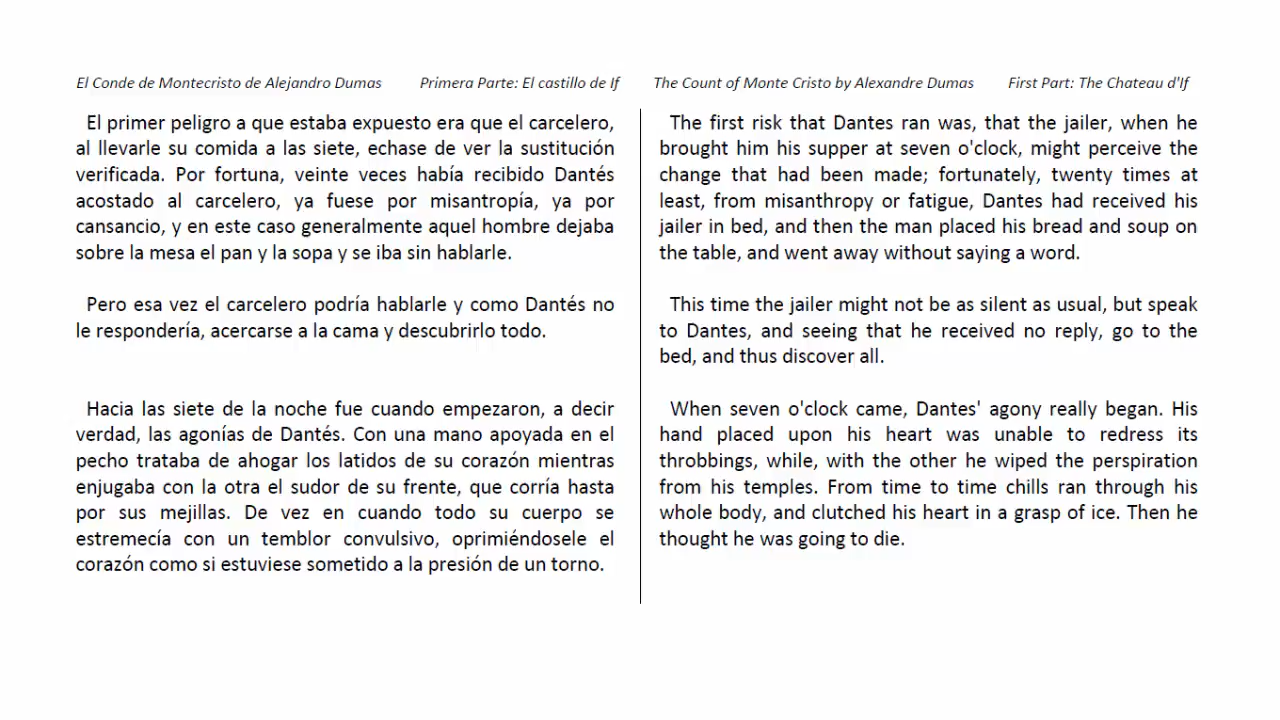 El Conde de Montecristo de Alejandro Dumas Primera Parte: El castillo de If
El primer peligro a que estaba expuesto era que el carcelero,
al llevarle su comida a las siete, echase de ver la sustitución
verificada. Por fortuna, veinte veces había recibido Dantés
acostado al carcelero, ya fuese por misantropía, ya por
cansancio, y en este caso generalmente aquel hombre dejaba
sobre la mesa el pan y la sopa y se iba sin hablarle.
Pero esa vez el carcelero podría hablarle y como Dantés no
le respondería, acercarse a la cama y descubrirlo todo.
Hacia las siete de la noche fue cuando empezaron, a decir
verdad, las agonías de Dantés. Con una mano apoyada en el
pecho trataba de ahogar los latidos de su corazón mientras
enjugaba con la otra el sudor de su frente, que corría hasta
por sus mejillas. De vez en cuando todo su cuerpo se
estremecía con un temblor convulsivo, oprimiéndosele el
corazón como si estuviese sometido a la presión de un torno.
The Count of Monte Cristo by Alexandre Dumas First Part: The Chateau d'If
The first risk that Dantes ran was, that the jailer, when he
brought him his supper at seven o'clock, might perceive the
change that had been made; fortunately, twenty times at
least, from misanthropy or fatigue, Dantes had received his
jailer in bed, and then the man placed his bread and soup on
the table, and went away without saying a word.
This time the jailer might not be as silent as usual, but speak
to Dantes, and seeing that he received no reply, go to the
bed, and thus discover all.
When seven o'clock came, Dantes' agony really began. His
hand placed upon his heart was unable to redress its
throbbings, while, with the other he wiped the perspiration
from his temples. From time to time chills ran through his
whole body, and clutched his heart in a grasp of ice. Then he
thought he was going to die.